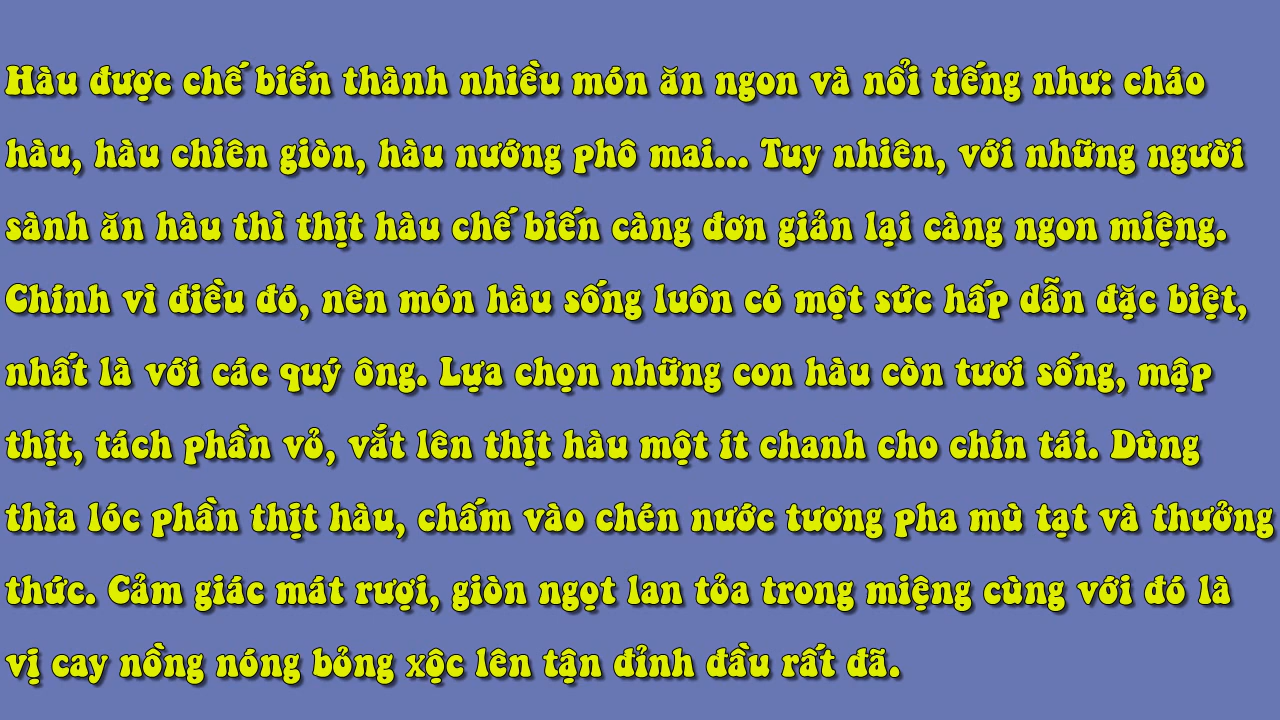 Hàu được chế biến thành nhiều món ăn ngon và nổi tiếng như: cháo
hàu, hàu chiên giòn, hàu nướng phô mai... Tuy nhiên, với những người
sành ăn hàu thì thịt hàu chế biến càng đơn giản lại càng ngon miệng.
Chính vì điều đó, nên món hàu sống luôn có một sức hấp dẫn đặc biệt,
nhất là với các quý ông. Lựa chọn những con hàu còn tươi sống, mập
thịt, tách phần vỏ, vắt lên thịt hàu một ít chanh cho chín tái. Dùng
thìa lóc phần thịt hàu, chấm vào chén nước tương pha mù tạt và thưởng
thức. Cảm giác mát rượi, giòn ngọt lan tỏa trong miệng cùng với đó là
vị cay nồng nóng bỏng xộc lên tận đỉnh đầu rất đã.